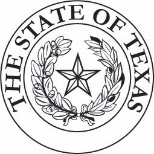 THE STATE OF TEXAS